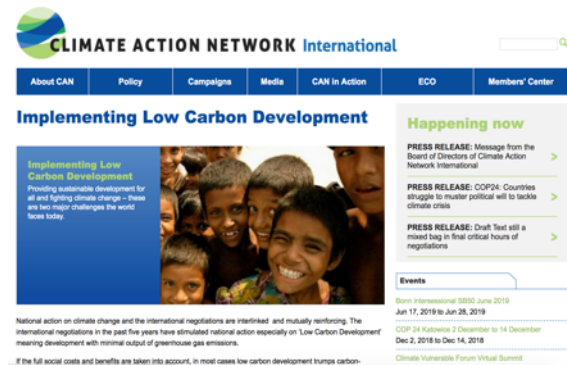 CLIMATE ACTION NETWORK International
About CAN Policy Campaigns Media CAN in Action ECO Members' Center
Implementing Low Carbon Development
Implementing Low
Carbon Development
Providing sustainable development for
all and fighting climate change – these
are two major challenges the world
faces today.
National action on climate change and the international negotiations are interlinked and mutually reinforcing. The
international negotiations in the past five years have stimulated national action especially on 'Low Carbon Development'
meaning development with minimal output of greenhouse gas emissions.
If the full social costs and benefits are taken into account, in most cases low carbon development trumps carbon-
Happening now
PRESS RELEASE: Message from the
Board of Directors of Climate Action
Network International
PRESS RELEASE: COP24: Countries
struggle to muster political will to tackle
climate crisis
PRESS RELEASE: Draft Text still a
mixed bag in final critical hours of
negotiations
Events
Bonn intersessional SB50 June 2019
Jun 17, 2019 to Jun 28, 2019
COP 24 Katowice 2 December to 14 December
Dec 2, 2018 to Dec 14, 2018
Climate Vulnerable Forum Virtual Summit